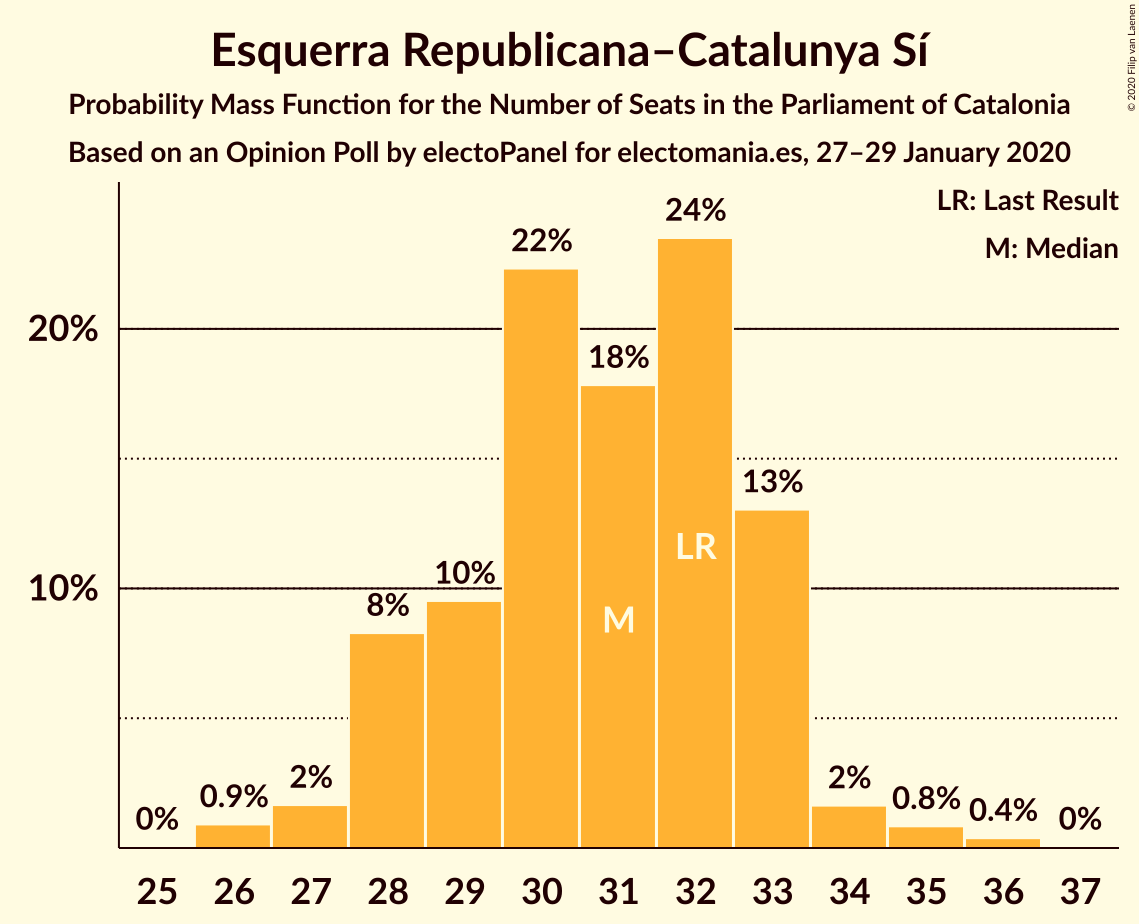 Esquerra Republicana–Catalunya Sí
Probability Mass Function for the Number of Seats in the Parliament of Catalonia
Based on an Opinion Poll by electoPanel for electomania.es, 27–29 January 2020
© 2020 Filip van Laenen
LR: Last Result
M: Median
20%
10%
0%
0.9%
2%
8%
10%
22%
18%
24%
13%
2%
0.8%
0.4%
0%
M
LR
25 26 27 28 29 30 31 32 33 34 35 36 37